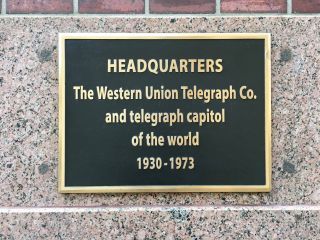 HEADQUARTERS
The Western Union Telegraph Co.
and telegraph capitol
of the world
1930-1973